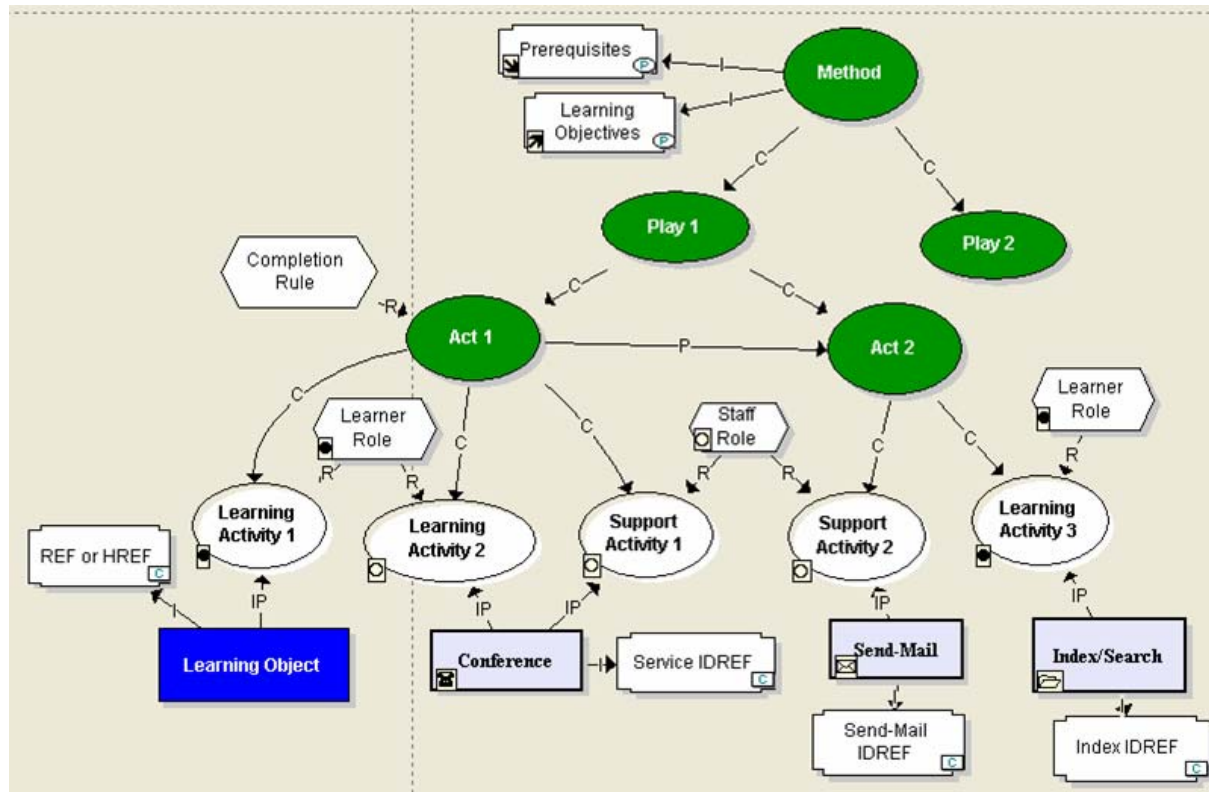 Prerequisites
P
I
Method
Learning
Objectives
P
I
C
C
Play 1
Play 2
Completion
Rule
C
C
R
Act 1
P
Act 2
C
Learner
Role
C
C
Staff
Role
C
C
Learner
Role
R
R
R
R
R
Learning
Activity 1
Learning
Activity 2
Support
Activity 1
Support
Activity 2
Learning
Activity 3
REF or HREF
C
I
IP
IP
IP
IP
IP
Learning Object
Conference
I
Service IDREF
C
Send-Mail
Index/Search
I
I
Send-Mail
IDREF
C
Index IDREF
C